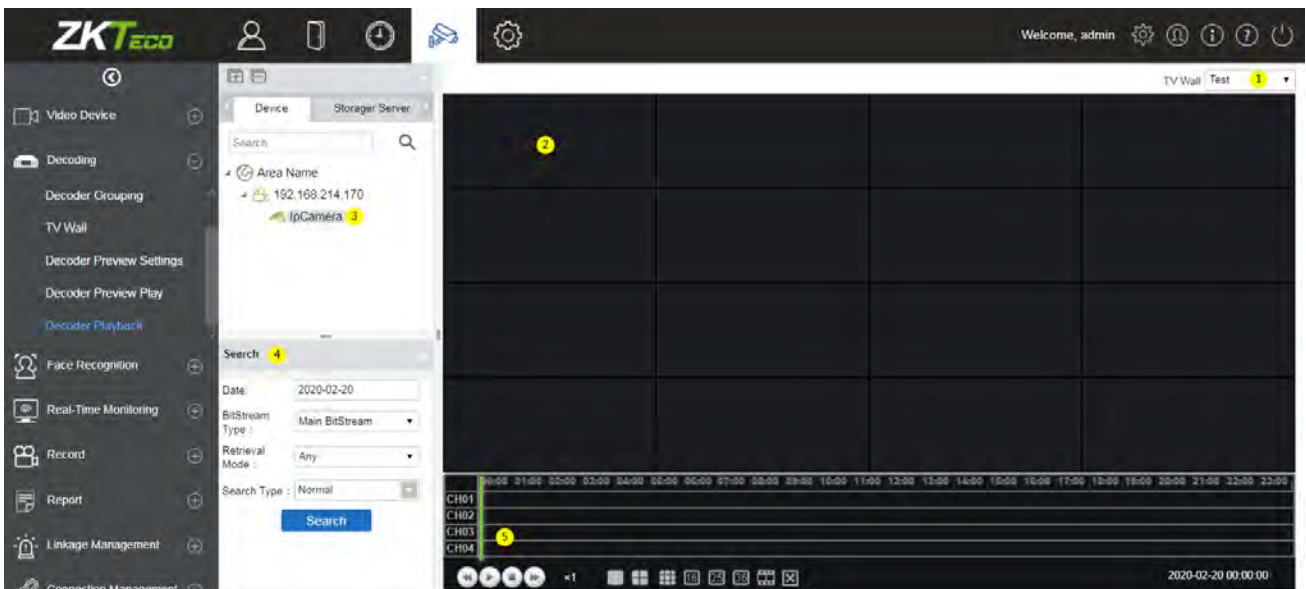 ZKTECO
Welcome, admin
TV Wall Test 1
Video Device
Decoding
Decoder Grouping
TV Wall
Decoder Preview Settings
Decoder Preview Play
Decoder Playback
Face Recognition
Real-Time Monitoring
Record
Report
Linkage Management
Connection Management
Device Storager Server
Search
Area Name
192.168.214.170
IpCamera 3
Search 4
Date: 2020-02-20
BitStream Type : Main BitStream
Retrieval Mode : Any
Search Type : Normal
Search
2
00:00 01:00 02:00 03:00 04:00 05:00 06:00 07:00 08:00 09:00 10:00 11:00 12:00 13:00 14:00 15:00 16:00 17:00 18:00 19:00 20:00 21:00 22:00 23:00
CH01
CH02
CH03
5
CH04
×1 16 25 36 2020-02-20 00:00:00